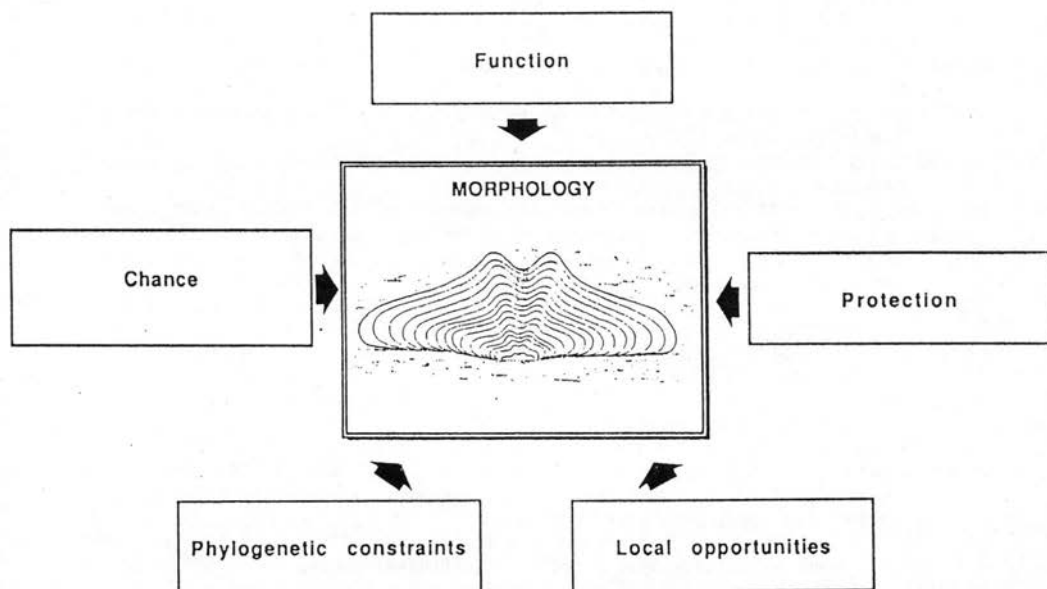 Function
MORPHOLOGY
Chance
Protection
Phylogenetic constraints
Local opportunities